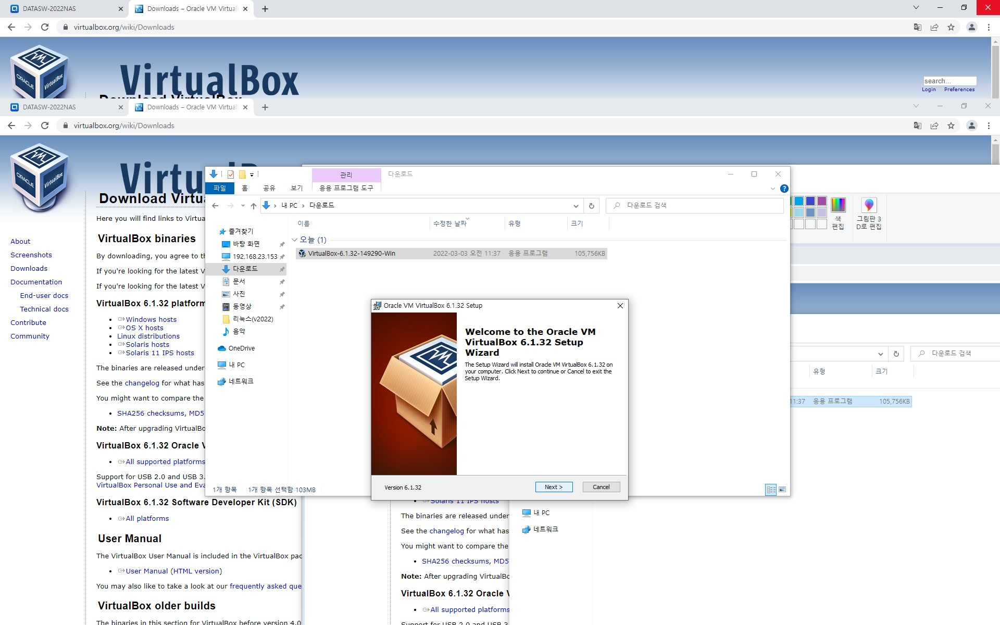 DATASW-2022NAS
Downloads – Oracle VM Virtual
virtualbox.org/wiki/Downloads
ORACLE
VirtualBox
VirtualBox
search...
Login Preferences
Download VirtualBox
DATASW-2022NAS
Downloads – Oracle VM Virtual
virtualbox.org/wiki/Downloads
ORACLE
VirtualBox
Download Virtu
Here you will find links to Virtua
About
Screenshots
Downloads
Documentation
End-user docs
Technical docs
Contribute
Community
VirtualBox binaries
By downloading, you agree to th
If you're looking for the latest V
If you're looking for the latest V
VirtualBox 6.1.32 platform
Windows hosts
OS X hosts
Linux distributions
Solaris hosts
Solaris 11 IPS hosts
The binaries are released under
See the changelog for what has
You might want to compare the
SHA256 checksums, MD5
Note: After upgrading VirtualBo
VirtualBox 6.1.32 Oracle V
All supported platforms
Support for USB 2.0 and USB 3.
VirtualBox Personal Use and Eva
VirtualBox 6.1.32 Software Developer Kit (SDK)
All platforms
User Manual
The VirtualBox User Manual is included in the VirtualBox pac
User Manual (HTML version)
You may also like to take a look at our frequently asked que
VirtualBox older builds
The binaries in this section for VirtualBox before version 4.0
관리
다운로드
파일 홈 공유 보기 응용 프로그램 도구
내 PC › 다운로드
다운로드 검색
이름 수정한 날짜 유형 크기
오늘 (1)
VirtualBox-6.1.32-149290-Win 2022-03-03 오전 11:37 응용 프로그램 105,756KB
즐겨찾기
바탕 화면
192.168.23.153
다운로드
문서
사진
동영상
리눅스(v2022)
음악
OneDrive
내 PC
네트워크
1개 항목 1개 항목 선택함 103MB
Oracle VM VirtualBox 6.1.32 Setup
Welcome to the Oracle VM
VirtualBox 6.1.32 Setup
Wizard
The Setup Wizard will install Oracle VM VirtualBox 6.1.32 on
your computer. Click Next to continue or Cancel to exit the
Setup Wizard.
Version 6.1.32
Next >
Cancel
색
편집
그림판 3
D로 편집
다운로드 검색
유형 크기
11:37 응용 프로그램 105,756KB
Solaris 11 IPS hosts
The binaries are released under
See the changelog for what has
You might want to compare the
SHA256 checksums, MD5
Note: After upgrading VirtualBo
VirtualBox 6.1.32 Oracle V
All supported platforms
Support for USB 2.0 and USB 3
내 PC
네트워크